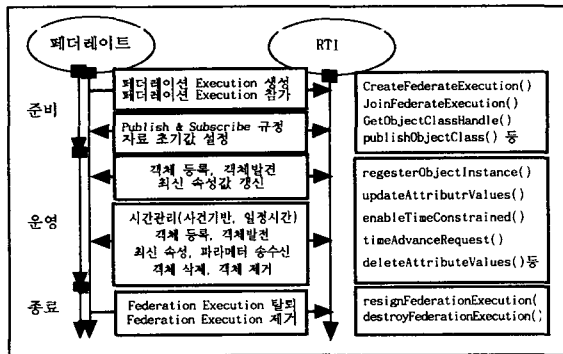 페더레이트
RTI
준비
페더레이션 Execution 생성
페더레이션 Execution 참가
Publish & Subscribe 규정
자료 초기값 설정
CreateFederateExecution()
JoinFederateExecution()
GetObjectClassHandle()
publishObjectClass() 등
운영
객체 등록, 객체발견
최신 속성값 갱신
시간관리(사건기반, 일정시간)
객체 등록, 객체발견
최신 속성, 파라메터 송수신
객체 삭제, 객체 제거
regesterObjectInstance()
updateAttributrValues()
enableTimeConstrained()
timeAdvanceRequest()
deleteAttributeValues()등
종료
Federation Execution 탈퇴
Federation Execution 제거
resignFederationExecution(
destroyFederationExecution()